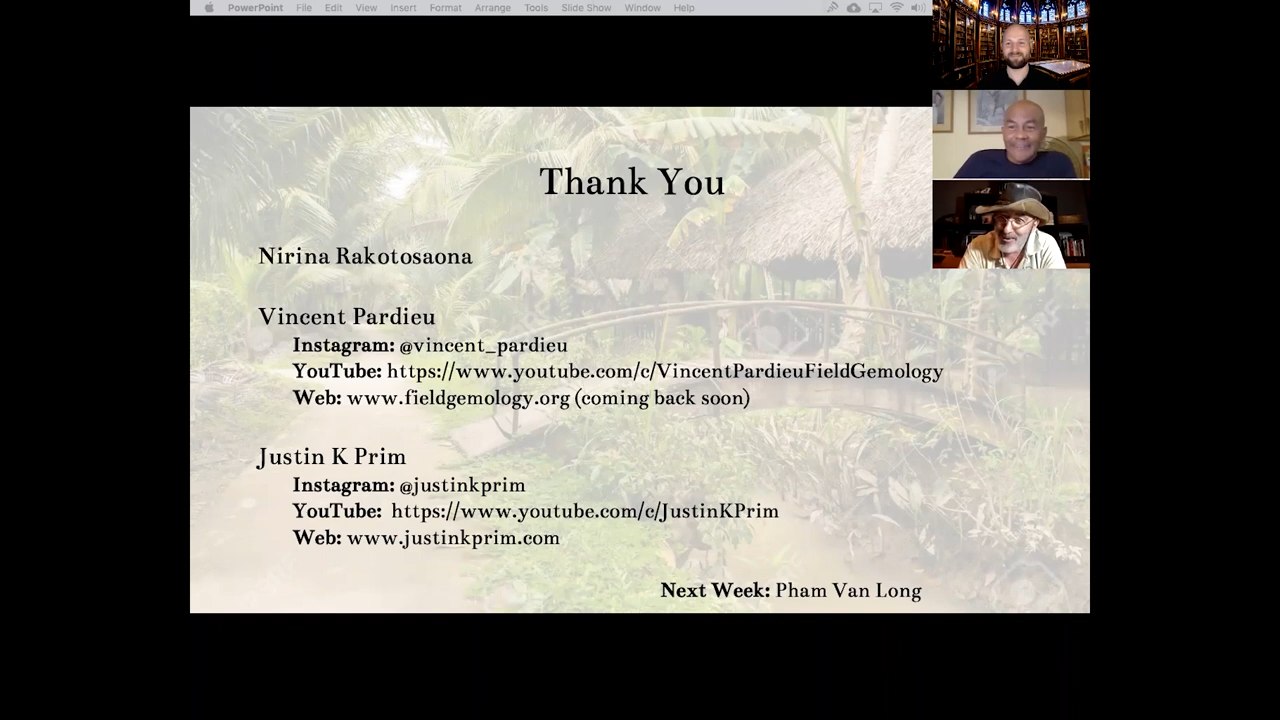 PowerPoint File Edit View Insert Format Arrange Tools Slide Show Window Help
Thank You
Nirina Rakotosaona
Vincent Pardieu
Instagram: @vincent_pardieu
YouTube: https://www.youtube.com/c/VincentPardieuFieldGemology
Web: www.fieldgemology.org (coming back soon)
Justin K Prim
Instagram: @justinkprim
YouTube: https://www.youtube.com/c/JustinKPrim
Web: www.justinkprim.com
Next Week: Pham Van Long